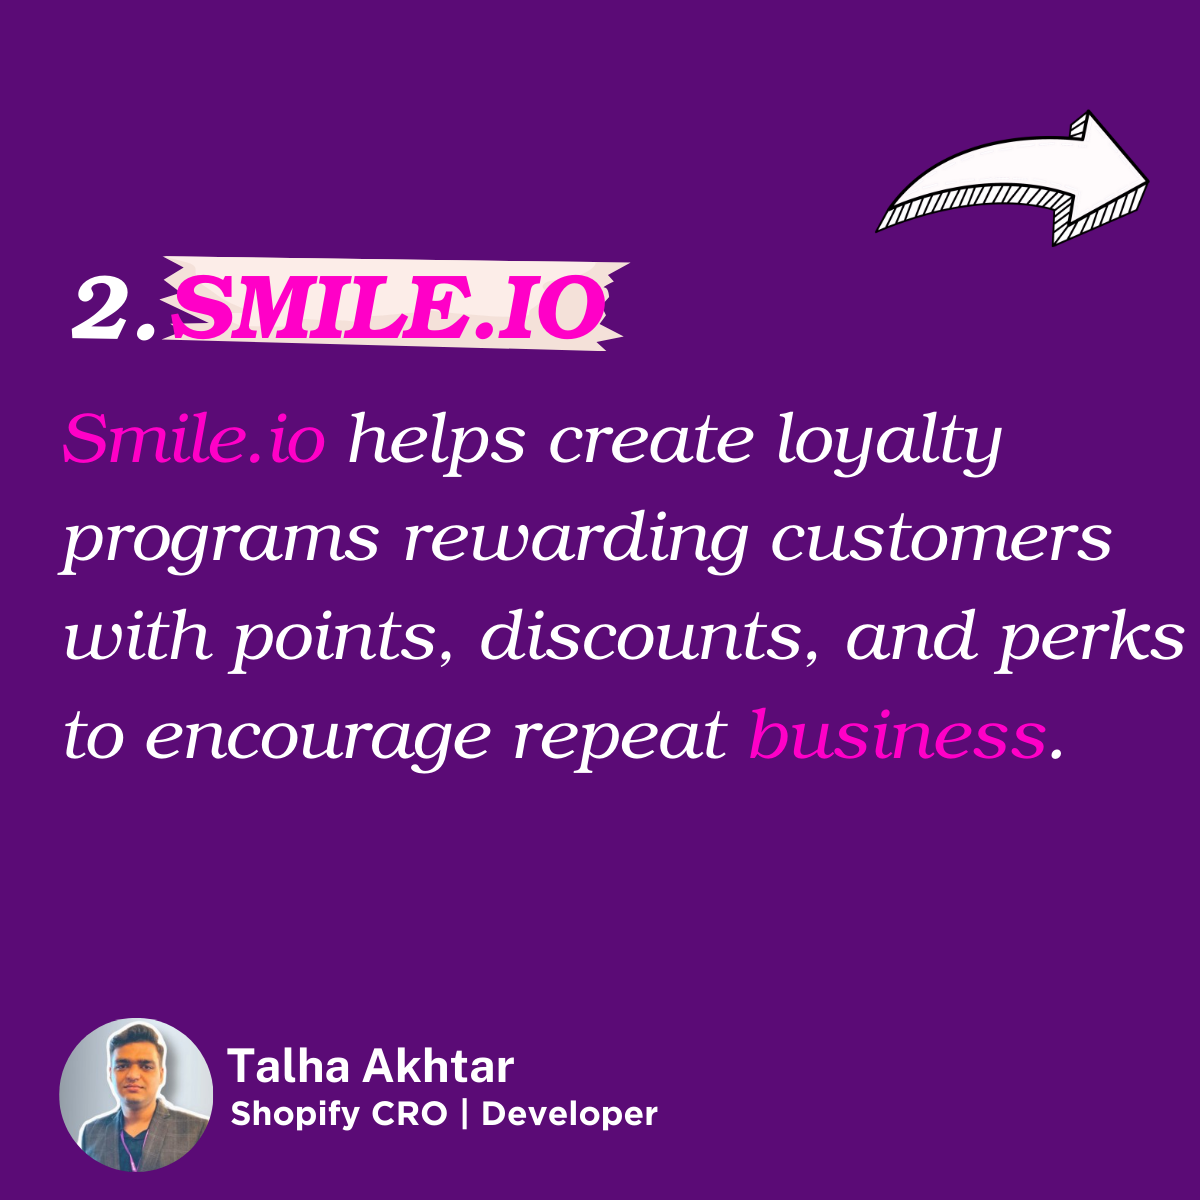 2. SMILE.IO
Smile.io helps create loyalty
programs rewarding customers
with points, discounts, and perks
to encourage repeat business.
Talha Akhtar
Shopify CRO | Developer